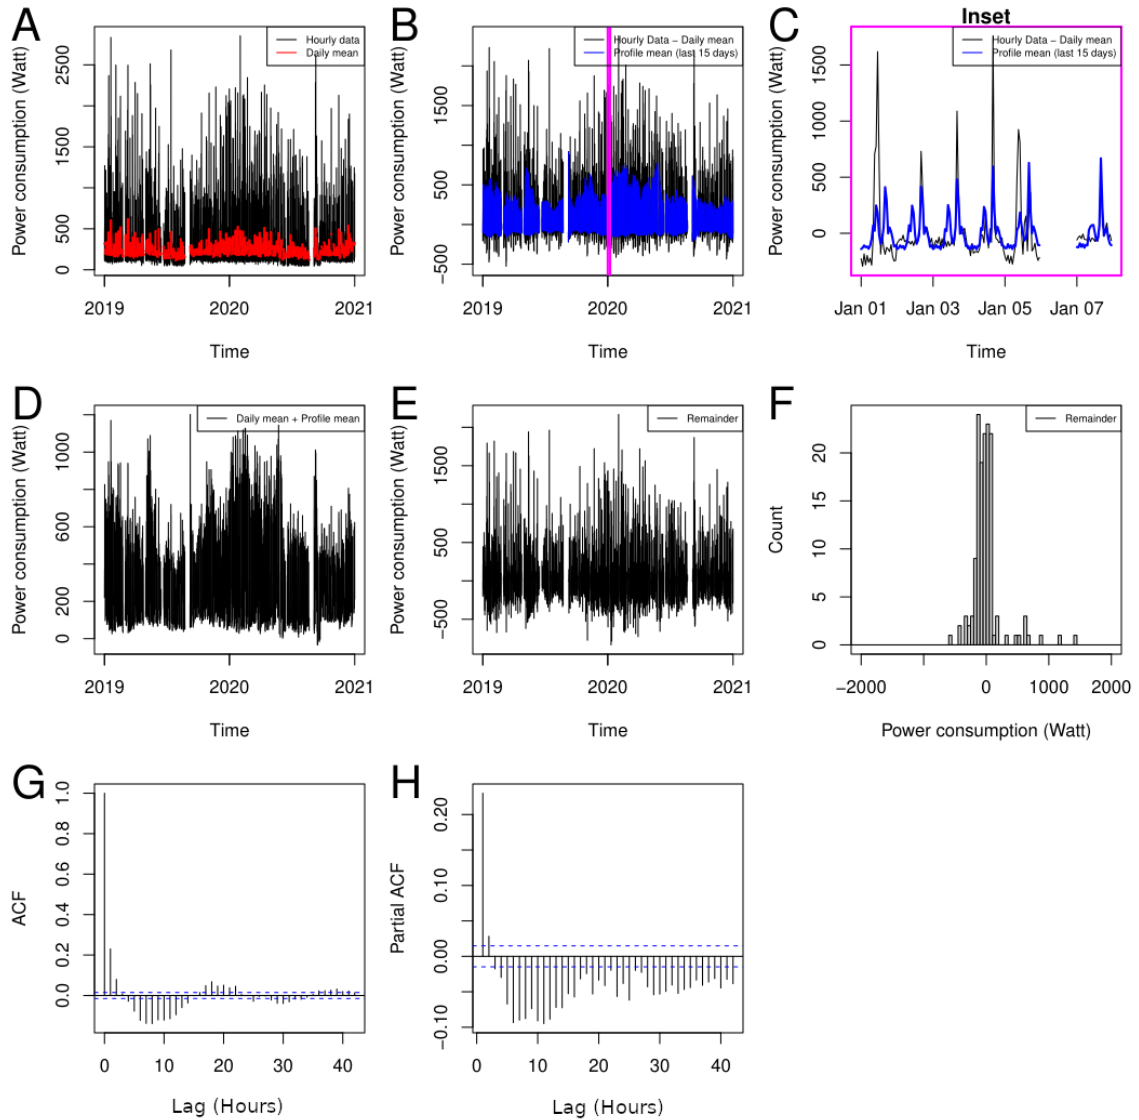 A
Power consumption (Watt)
0
500
1500
2500
Hourly data
Daily mean
2019
2020
2021
Time
B
Power consumption (Watt)
−500
500
1500
Hourly Data − Daily mean
Profile mean (last 15 days)
2019
2020
2021
Time
C
Inset
Power consumption (Watt)
0
500
1000
1500
Hourly Data − Daily mean
Profile mean (last 15 days)
Jan 01
Jan 03
Jan 05
Jan 07
Time
D
Power consumption (Watt)
0
200
600
1000
Daily mean + Profile mean
2019
2020
2021
Time
E
Power consumption (Watt)
−500
500
1500
Remainder
2019
2020
2021
Time
F
Count
0
5
10
15
20
Remainder
−2000
0
1000
2000
Power consumption (Watt)
G
ACF
0.0
0.2
0.4
0.6
0.8
1.0
0
10
20
30
40
Lag (Hours)
H
Partial ACF
−0.10
0.00
0.10
0.20
0
10
20
30
40
Lag (Hours)